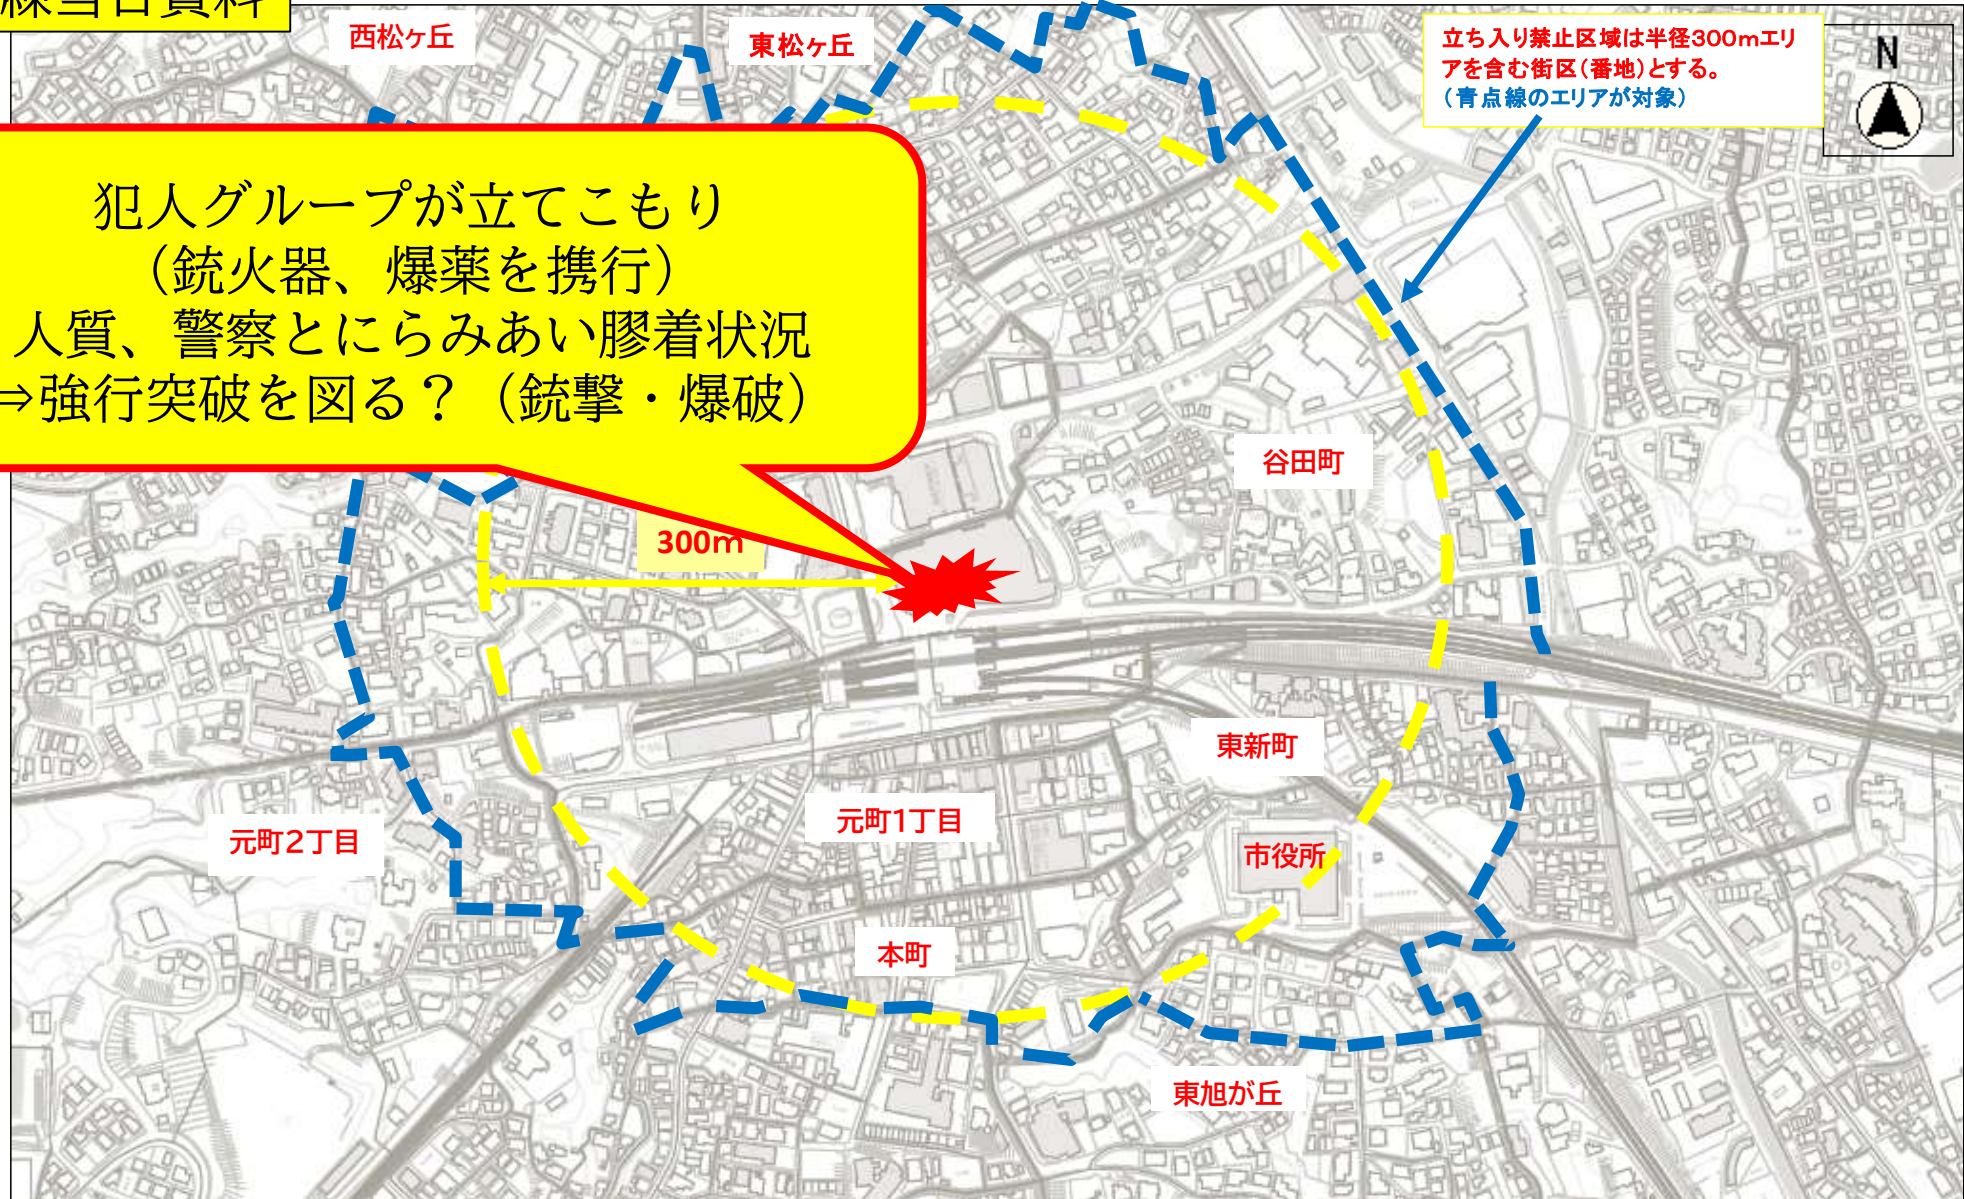 練当日資料
西松ヶ丘
東松ヶ丘
立ち入り禁止区域は半径300mエリ
アを含む街区(番地)とする。
(青点線のエリアが対象)
N
犯人グループが立てこもり
(銃火器、爆薬を携行)
人質、警察とにらみあい膠着状況
⇒強行突破を図る?(銃撃・爆破)
谷田町
300m
東新町
元町1丁目
元町2丁目
市役所
本町
東旭が丘